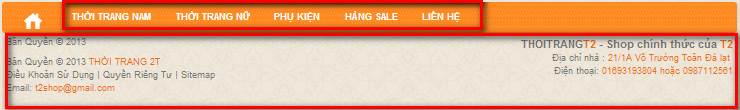 THỜI TRANG NAM THỜI TRANG NỮ PHỤ KIỆN HÀNG SALE LIÊN HỆ
Bản Quyền © 2013
THOITRANGT2 - Shop chính thức của T2
Bản Quyền © 2013 THỜI TRANG 2T
Địa chỉ nhà : 21/1A Võ Trường Toãn Đà lạt
Điều Khoản Sử Dụng | Quyền Riêng Tư | Sitemap
Điện thoại: 01693193804 hoặc 0987112561
Email: t2shop@gmail.com